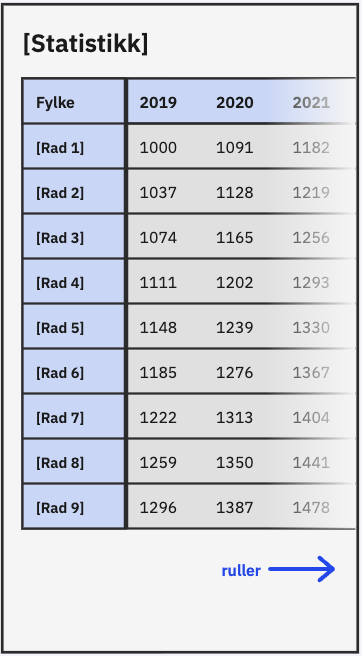 [Statistikk]
Fylke 2019 2020 2021
[Rad 1] 1000 1091 1182
[Rad 2] 1037 1128 1219
[Rad 3] 1074 1165 1256
[Rad 4] 1111 1202 1293
[Rad 5] 1148 1239 1330
[Rad 6] 1185 1276 1367
[Rad 7] 1222 1313 1404
[Rad 8] 1259 1350 1441
[Rad 9] 1296 1387 1478
ruller